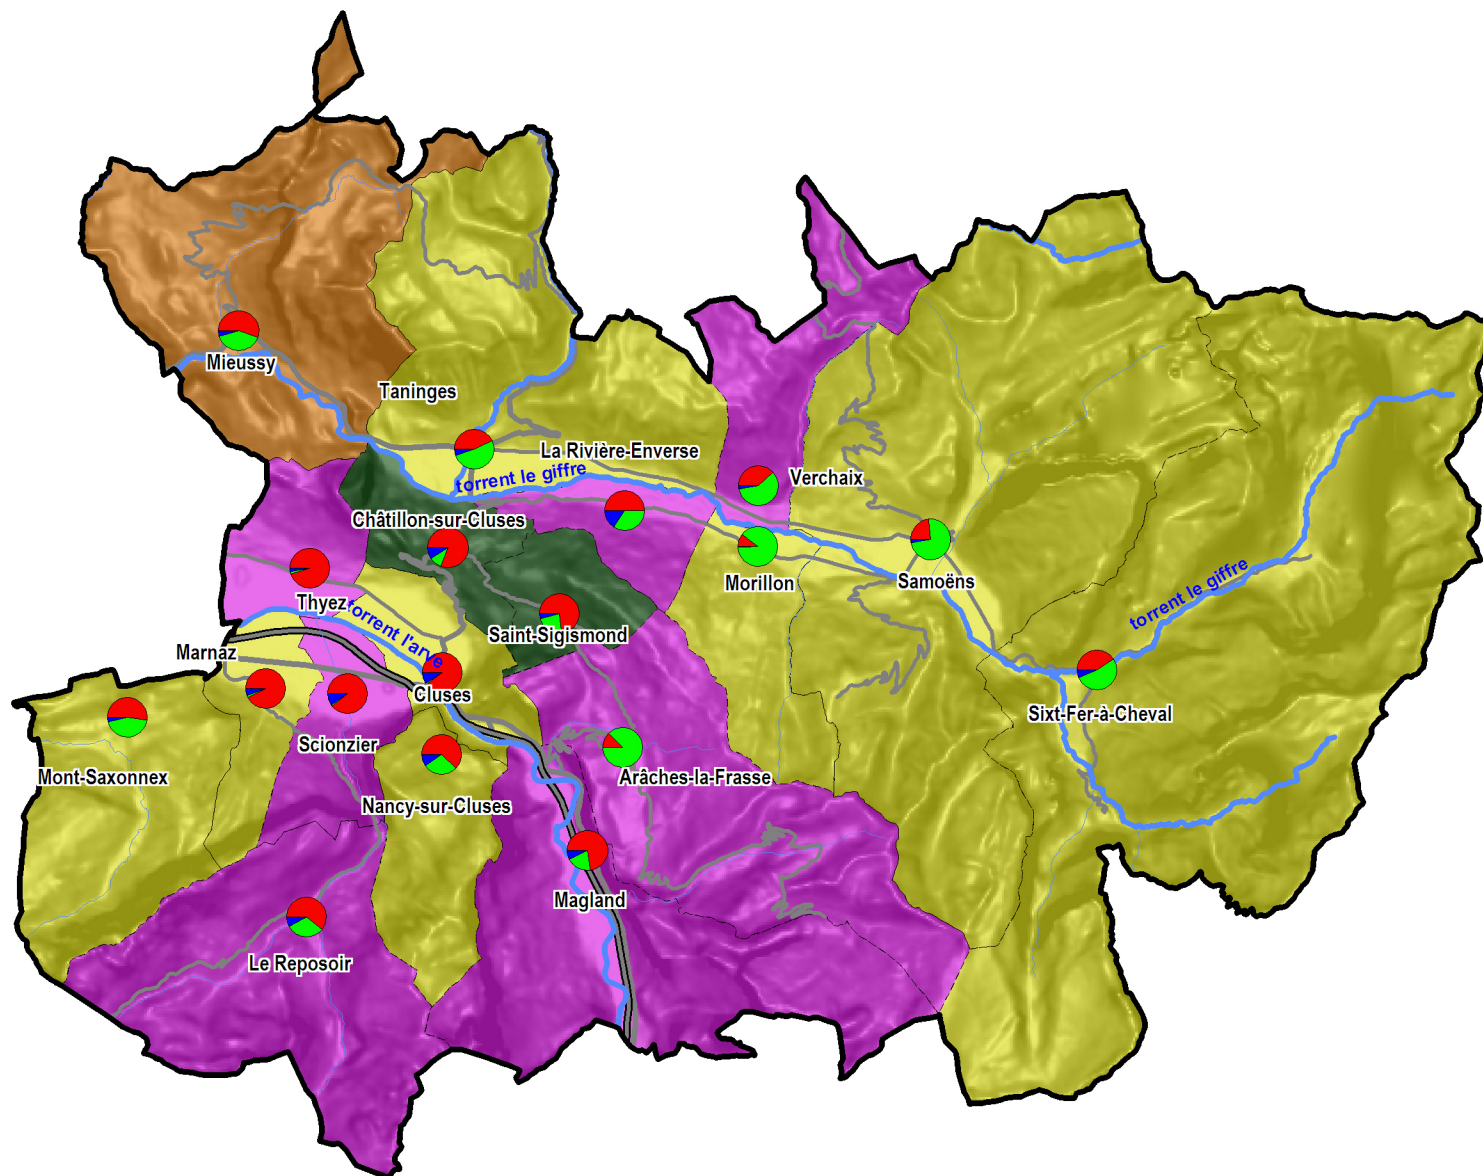 Mieussy
Taninges
La Rivière-Enverse
torrent le giffre
Verchaix
Châtillon-sur-Cluses
Morillon
Samoëns
torrent le giffre
Thyez
torrent l'arve
Saint-Sigismond
Marnaz
Cluses
Sixt-Fer-à-Cheval
Scionzier
Mont-Saxonnex
Arâches-la-Frasse
Nancy-sur-Cluses
Magland
Le Reposoir